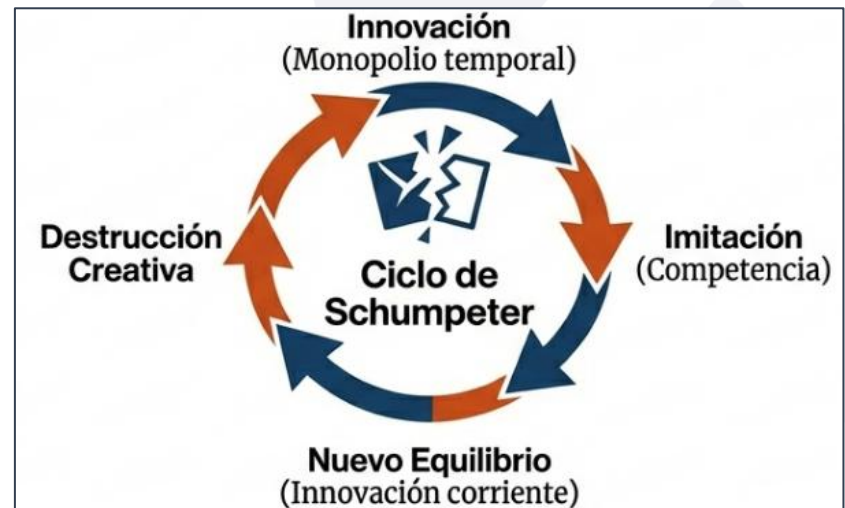 Innovación
(Monopolio temporal)
Destrucción
Creativa
Ciclo de
Schumpeter
Imitación
(Competencia)
Nuevo Equilibrio
(Innovación corriente)